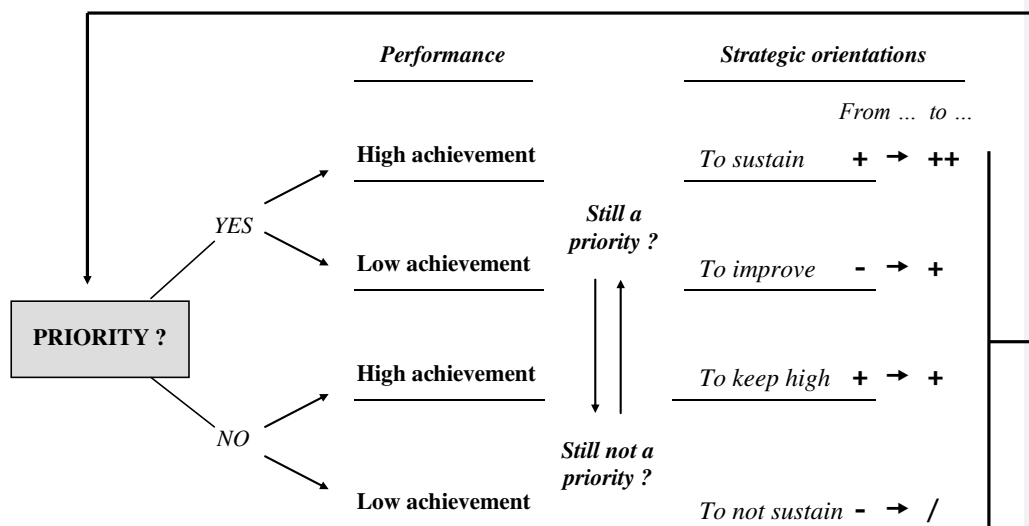 Performance Strategic orientations
From ... to ...
High achievement To sustain + → ++
YES
Still a
priority ?
Low achievement To improve - → +
PRIORITY ?
High achievement To keep high + → +
NO
Still not a
priority ?
Low achievement To not sustain - → /